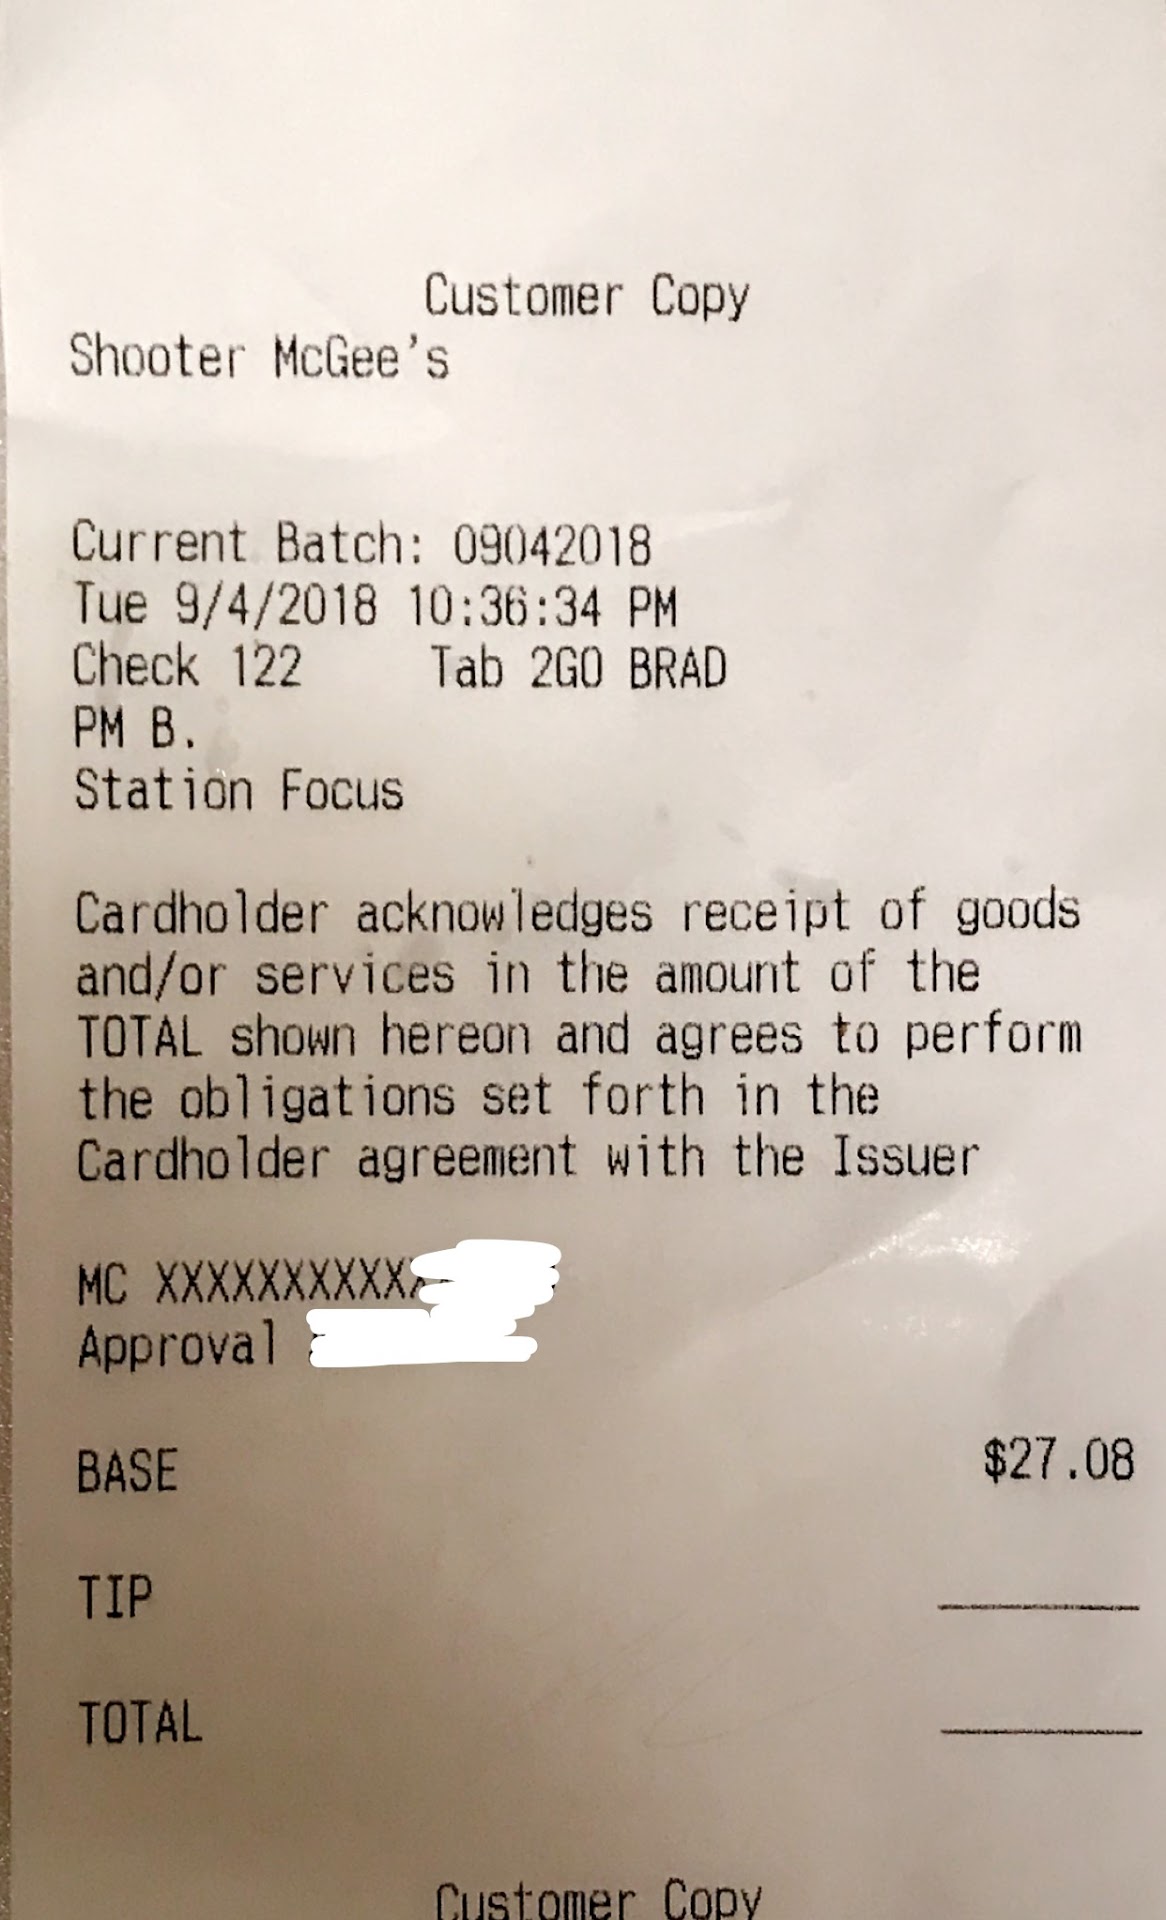 Customer Copy
Shooter McGee's
Current Batch: 09042018
Tue 9/4/2018 10:36:34 PM
Check 122 Tab 2GO BRAD
PM B.
Station Focus
Cardholder acknowledges receipt of goods
and/or services in the amount of the
TOTAL shown hereon and agrees to perform
the obligations set forth in the
Cardholder agreement with the Issuer
MC XXXXXXXXXXX
Approval
BASE $27.08
TIP
TOTAL
Customer Copy